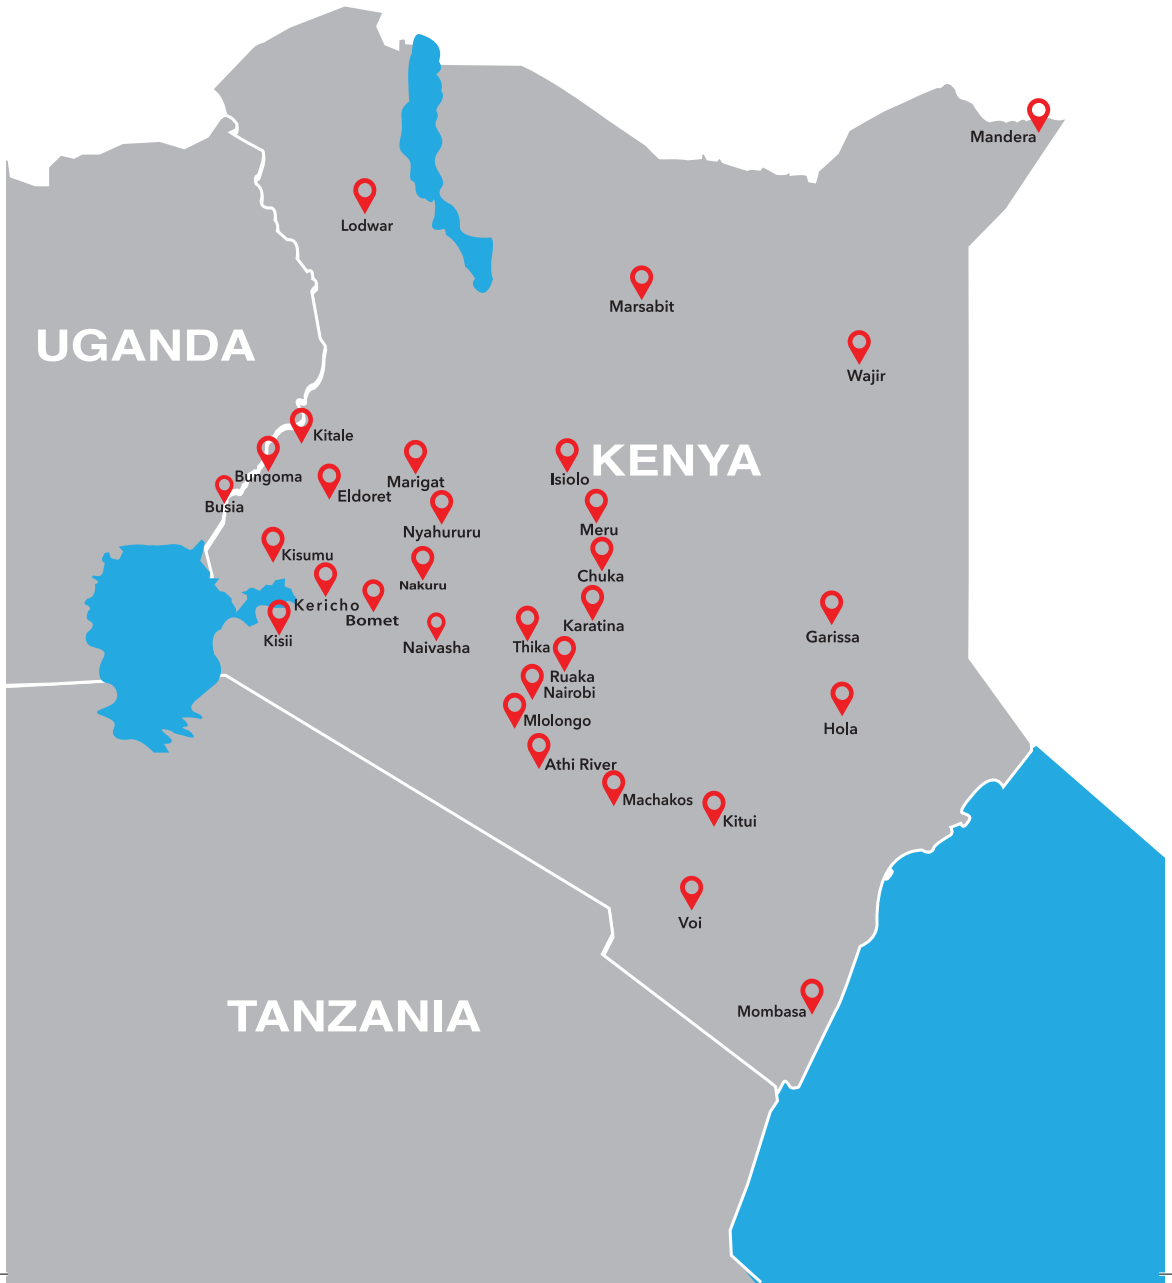 Mandera
Lodwar
Marsabit
UGANDA
Wajir
Kitale
KENYA
Bungoma
Isiolo
Marigat
Eldoret
Busia
Nyahururu
Meru
Kisumu
Chuka
Nakuru
Kericho
Bomet
Karatina
Garissa
Kisii
Naivasha
Thika
Ruaka
Nairobi
Mlolongo
Hola
Athi River
Machakos
Kitui
Voi
Mombasa
TANZANIA